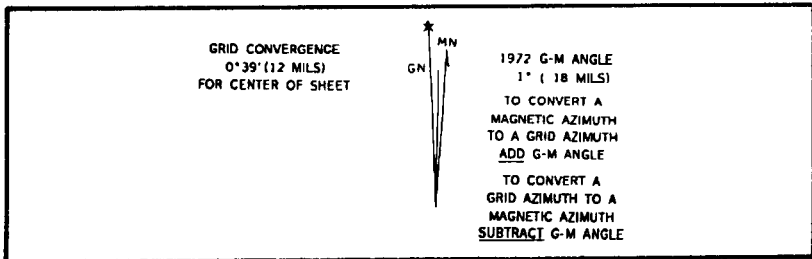 GRID CONVERGENCE
0°39'(12 MILS)
FOR CENTER OF SHEET
MN
GN
1972 G-M ANGLE
1° ( 18 MILS)
TO CONVERT A
MAGNETIC AZIMUTH
TO A GRID AZIMUTH
ADD G-M ANGLE
TO CONVERT A
GRID AZIMUTH TO A
MAGNETIC AZIMUTH
SUBTRACT G-M ANGLE